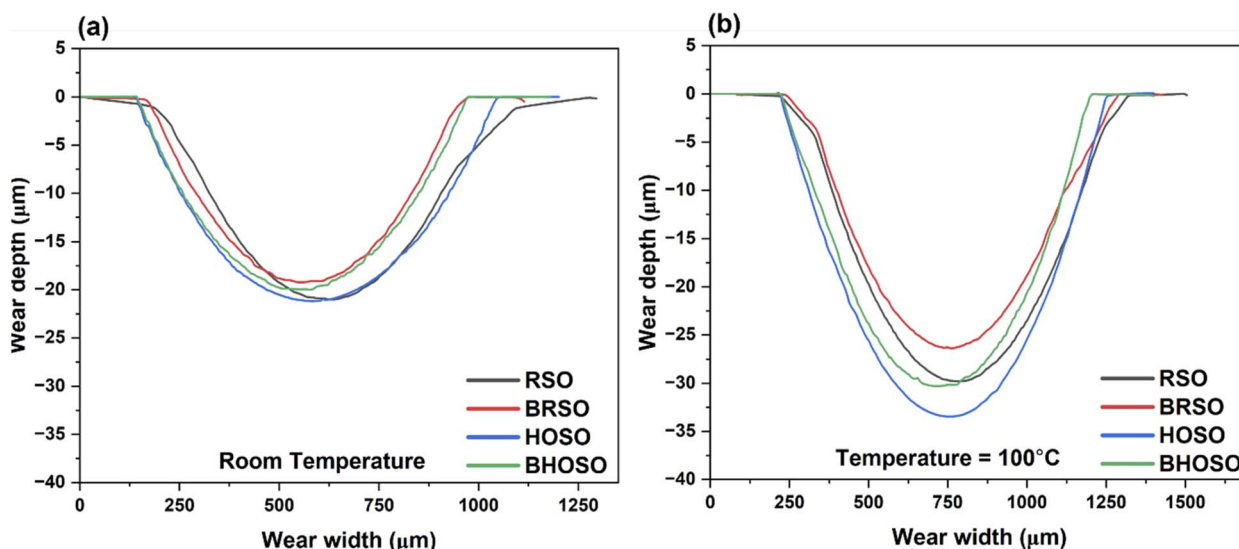 (a)
5
0
−5
−10
−15
−20
−25
−30
−35
−40
Wear depth (μm)
RSO
BRSO
HOSO
BHOSO
Room Temperature
0 250 500 750 1000 1250
Wear width (μm)
(b)
5
0
−5
−10
−15
−20
−25
−30
−35
−40
Wear depth (μm)
RSO
BRSO
HOSO
BHOSO
Temperature = 100°C
0 250 500 750 1000 1250 1500
Wear width (μm)